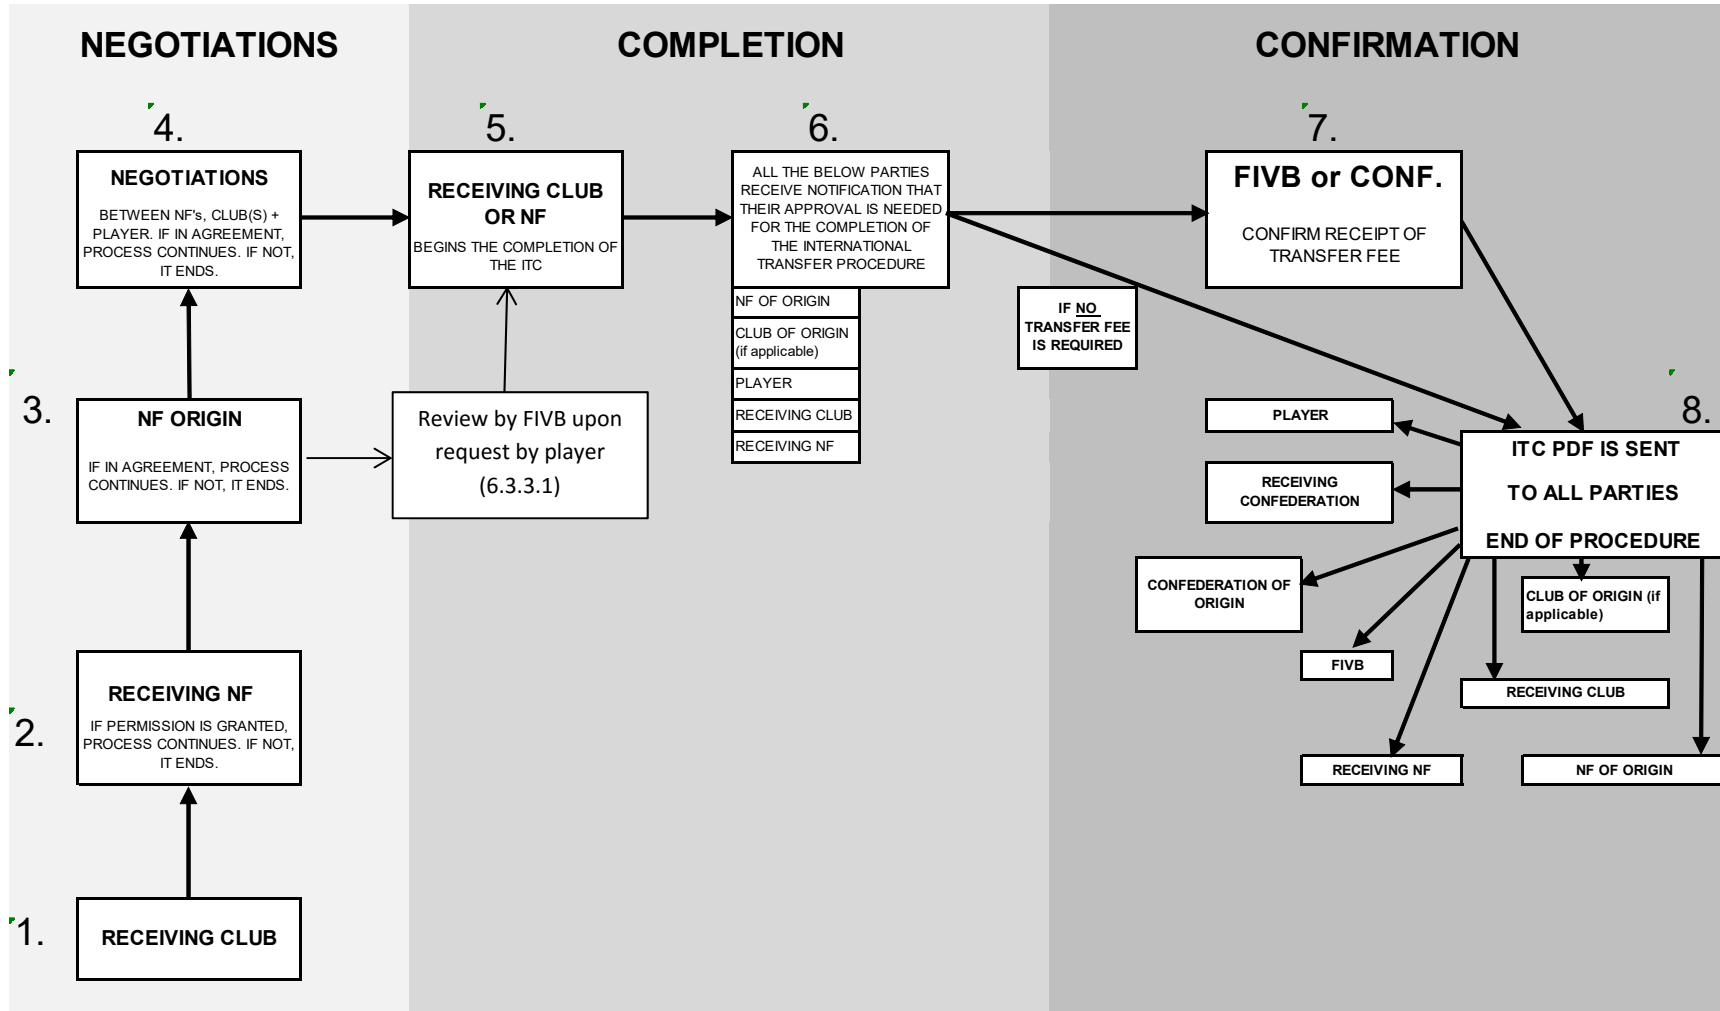 NEGOTIATIONS
COMPLETION
CONFIRMATION
4.
NEGOTIATIONS
BETWEEN NF's, CLUB(S) +
PLAYER. IF IN AGREEMENT,
PROCESS CONTINUES. IF NOT,
IT ENDS.
5.
RECEIVING CLUB
OR NF
BEGINS THE COMPLETION OF
THE ITC
6.
ALL THE BELOW PARTIES
RECEIVE NOTIFICATION THAT
THEIR APPROVAL IS NEEDED
FOR THE COMPLETION OF
THE INTERNATIONAL
TRANSFER PROCEDURE
NF OF ORIGIN
CLUB OF ORIGIN
(if applicable)
PLAYER
RECEIVING CLUB
RECEIVING NF
7.
FIVB or CONF.
CONFIRM RECEIPT OF
TRANSFER FEE
IF NO
TRANSFER FEE
IS REQUIRED
3.
NF ORIGIN
IF IN AGREEMENT, PROCESS
CONTINUES. IF NOT, IT ENDS.
Review by FIVB upon
request by player
(6.3.3.1)
8.
ITC PDF IS SENT
TO ALL PARTIES
END OF PROCEDURE
PLAYER
RECEIVING
CONFEDERATION
CONFEDERATION OF
ORIGIN
CLUB OF ORIGIN (if
applicable)
FIVB
RECEIVING CLUB
RECEIVING NF
NF OF ORIGIN
2.
RECEIVING NF
IF PERMISSION IS GRANTED,
PROCESS CONTINUES. IF NOT,
IT ENDS.
1.
RECEIVING CLUB